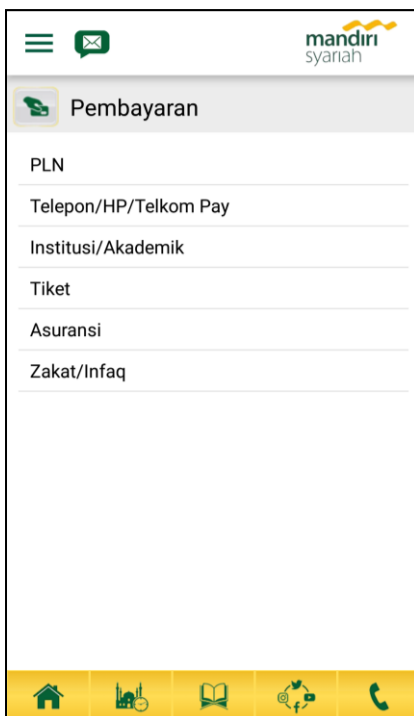 mandiri
syariah
Pembayaran
PLN
Telepon/HP/Telkom Pay
Institusi/Akademik
Tiket
Asuransi
Zakat/Infaq